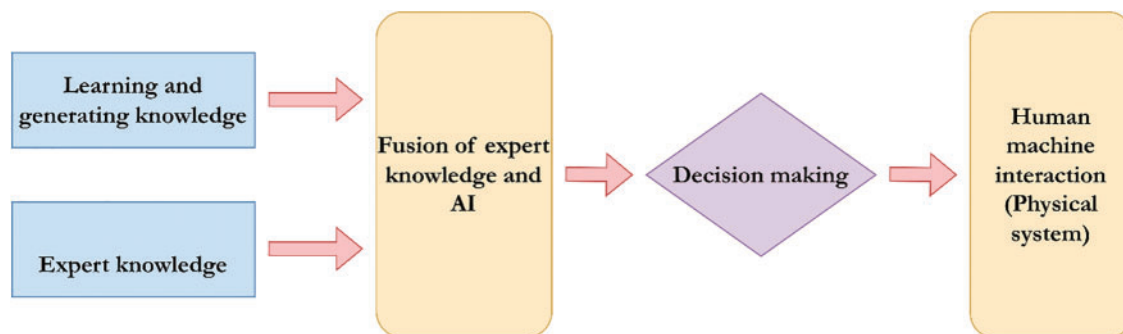 Learning and
generating knowledge
Expert knowledge
Fusion of expert
knowledge and
AI
Decision making
Human
machine
interaction
(Physical
system)